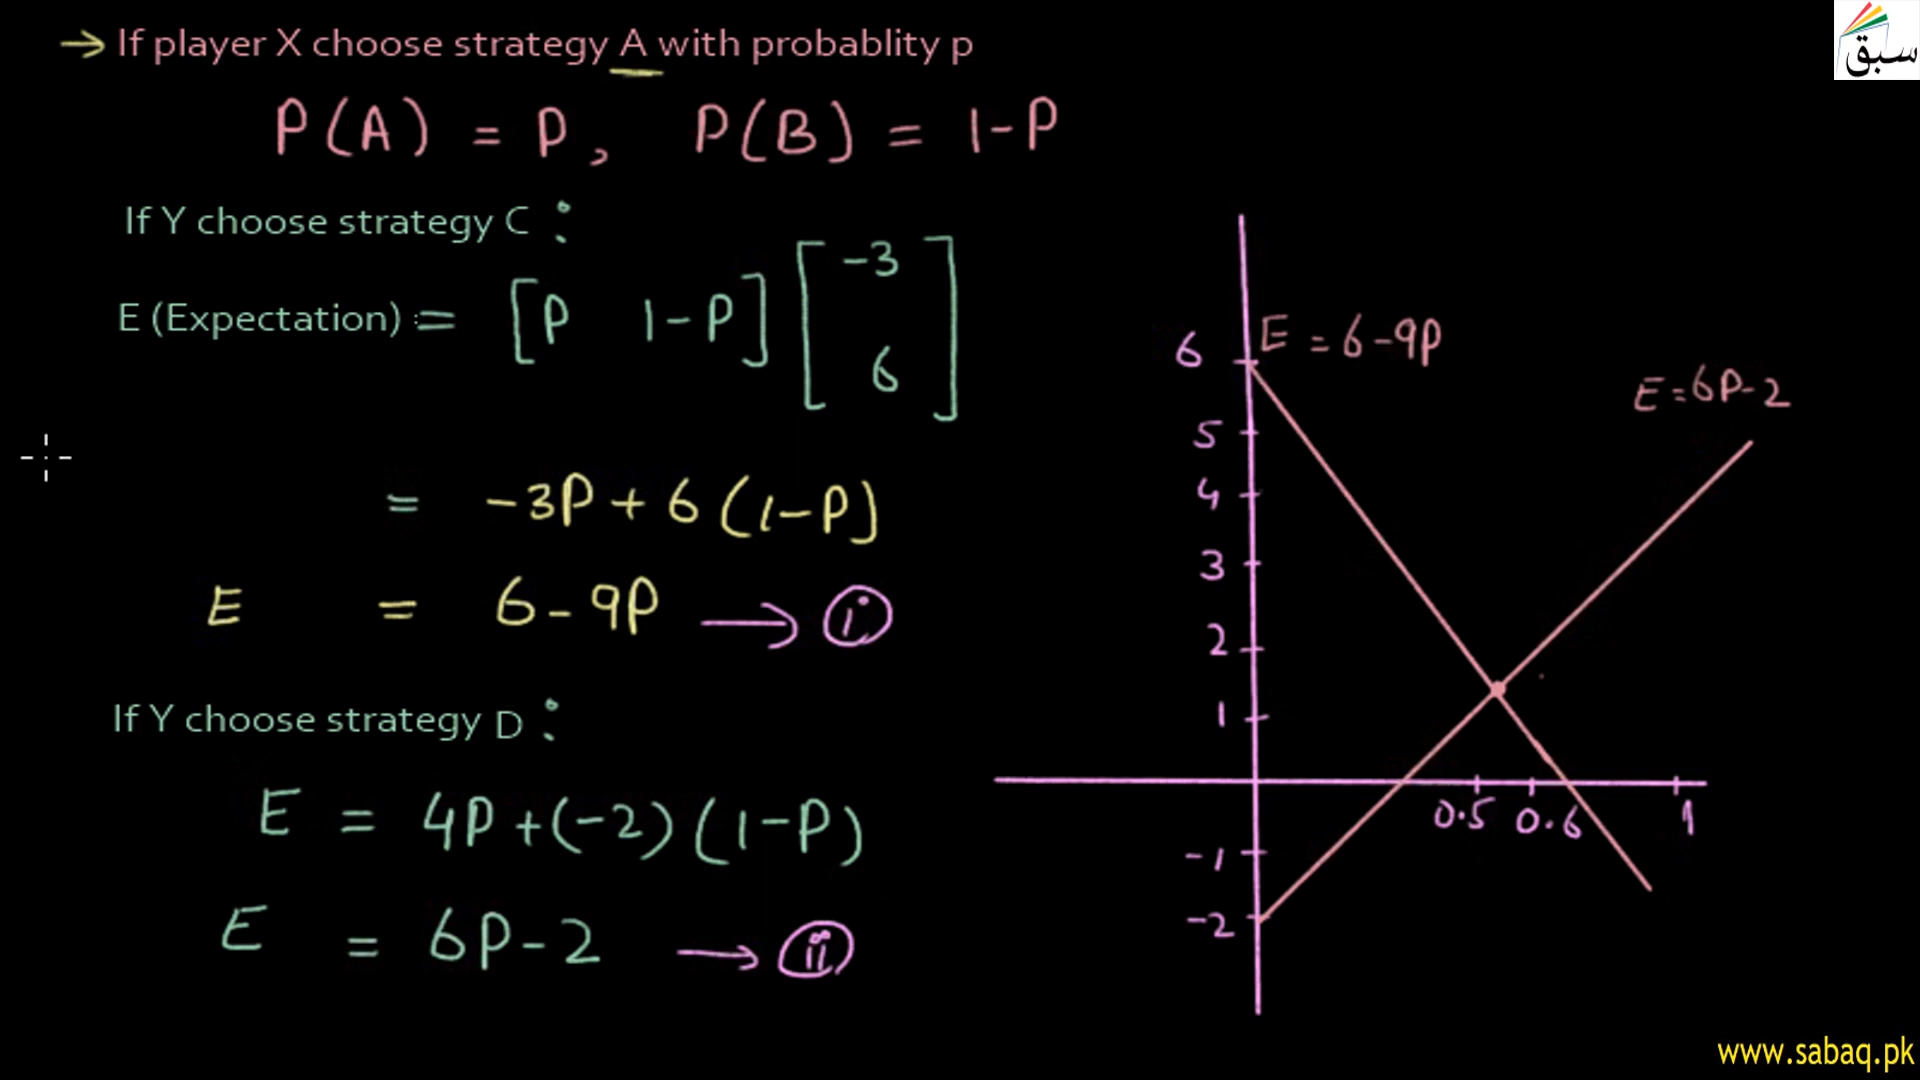 → If player X choose strategy A with probablity p
سبق
P(A) = P, P(B) = 1-P
If Y choose strategy C :
E (Expectation) = [P 1-P] [-3
6]
= -3P + 6 (1-P)
E = 6 - 9P → (i)
If Y choose strategy D :
E = 4P + (-2) (1-P)
E = 6P - 2 → (ii)
E = 6 - 9P
E = 6P - 2
6
5
4
3
2
1
0.5 0.6 1
-1
-2
www.sabaq.pk